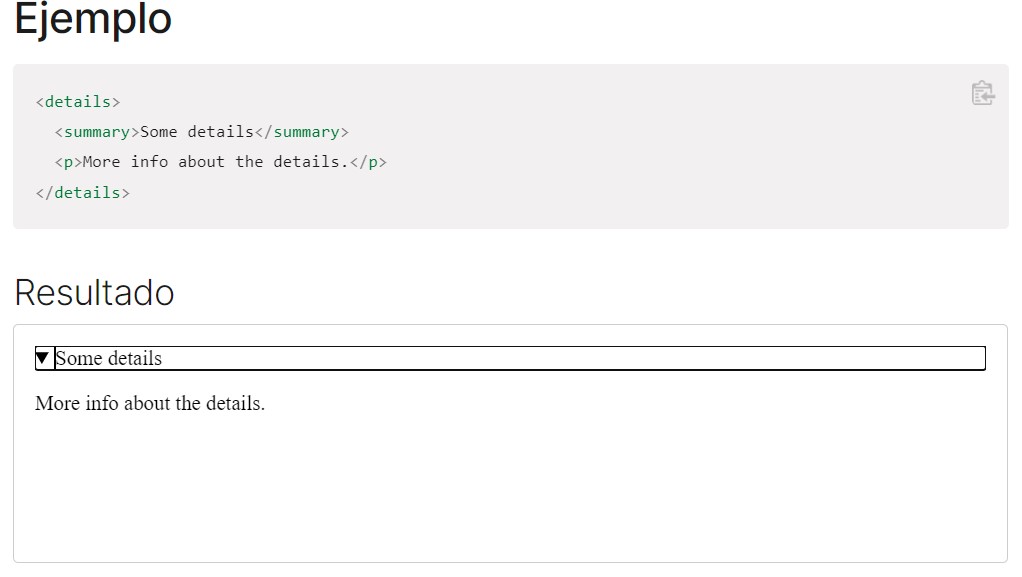 Ejemplo
<details>
  <summary>Some details</summary>
  <p>More info about the details.</p>
</details>
Resultado
▼ Some details
More info about the details.